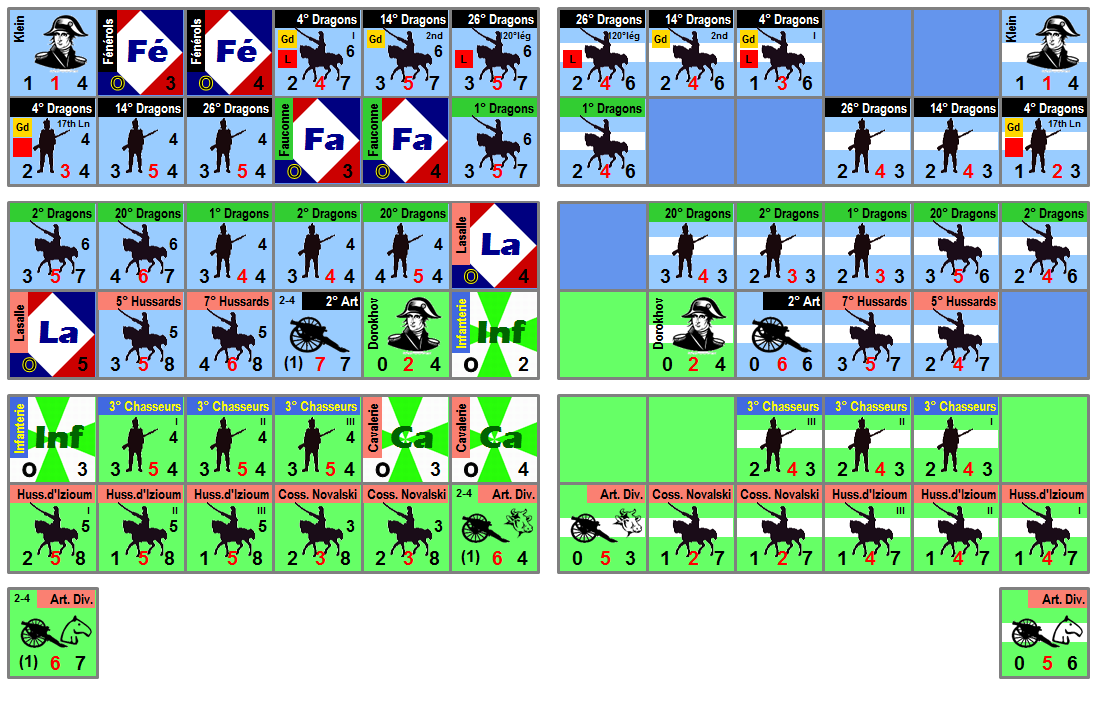 Klein
1 1 4
Fénérols
Fé
O 3
Fénérols
Fé
O 4
4° Dragons
Gd I
L 6
2 4 7
14° Dragons
Gd 2nd
6
3 5 7
26° Dragons
120°lég
L 6
3 5 7
4° Dragons
Gd 17th Ln
4
2 3 4
14° Dragons
4
3 5 4
26° Dragons
4
3 5 4
Fauconne
Fa
O 3
Fauconne
Fa
O 4
1° Dragons
6
3 5 7
26° Dragons
120°lég
L
2 4 6
14° Dragons
Gd 2nd
2 4 6
4° Dragons
Gd I
L
1 3 6
Klein
1 1 4
1° Dragons
2 4 6
26° Dragons
2 4 3
14° Dragons
2 4 3
4° Dragons
Gd 17th Ln
1 2 3
2° Dragons
6
3 5 7
20° Dragons
6
4 6 7
1° Dragons
4
3 4 4
2° Dragons
4
3 4 4
20° Dragons
4
4 5 4
Lasalle
La
O 4
Lasalle
La
O 5
5° Hussards
5
3 5 8
7° Hussards
5
4 6 8
2-4 2° Art
(1) 7 7
Dorokhov
0 2 4
Infanterie
Inf
O 2
20° Dragons
3 4 3
2° Dragons
2 3 3
1° Dragons
2 3 3
20° Dragons
3 5 6
2° Dragons
2 4 6
Dorokhov
0 2 4
2° Art
0 6 6
7° Hussards
3 5 7
5° Hussards
2 4 7
Infanterie
Inf
O 3
3° Chasseurs
I
4
3 5 4
3° Chasseurs
II
4
3 5 4
3° Chasseurs
III
4
3 5 4
Cavalerie
Ca
O 3
Cavalerie
Ca
O 4
Huss.d'Izioum
I
5
2 5 8
Huss.d'Izioum
II
5
1 5 8
Huss.d'Izioum
III
5
1 5 8
Coss. Novalski
3
2 3 8
Coss. Novalski
3
2 3 8
2-4 Art. Div.
(1) 6 4
3° Chasseurs
III
2 4 3
3° Chasseurs
II
2 4 3
3° Chasseurs
I
2 4 3
Art. Div.
0 5 3
Coss. Novalski
1 2 7
Coss. Novalski
1 2 7
Huss.d'Izioum
III
1 4 7
Huss.d'Izioum
II
1 4 7
Huss.d'Izioum
I
1 4 7
2-4 Art. Div.
(1) 6 7
Art. Div.
0 5 6